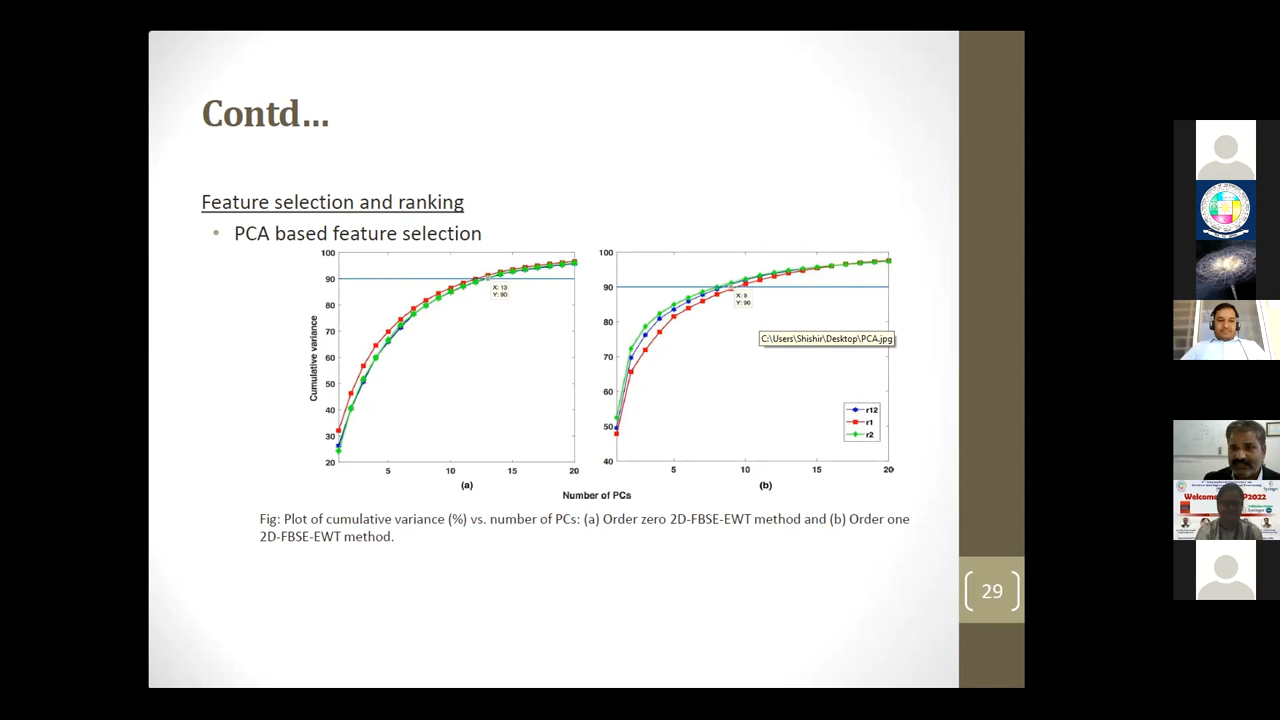 Contd...
Feature selection and ranking
• PCA based feature selection
100
90
80
70
60
50
40
30
20
Cumulative variance
X: 13
Y: 90
5
10
15
20
(a)
100
90
80
70
60
50
40
X: 9
Y: 90
C:\Users\Shishir\Desktop\PCA.jpg
r12
r1
r2
5
10
15
20
(b)
Number of PCs
Fig: Plot of cumulative variance (%) vs. number of PCs: (a) Order zero 2D-FBSE-EWT method and (b) Order one
2D-FBSE-EWT method.
29